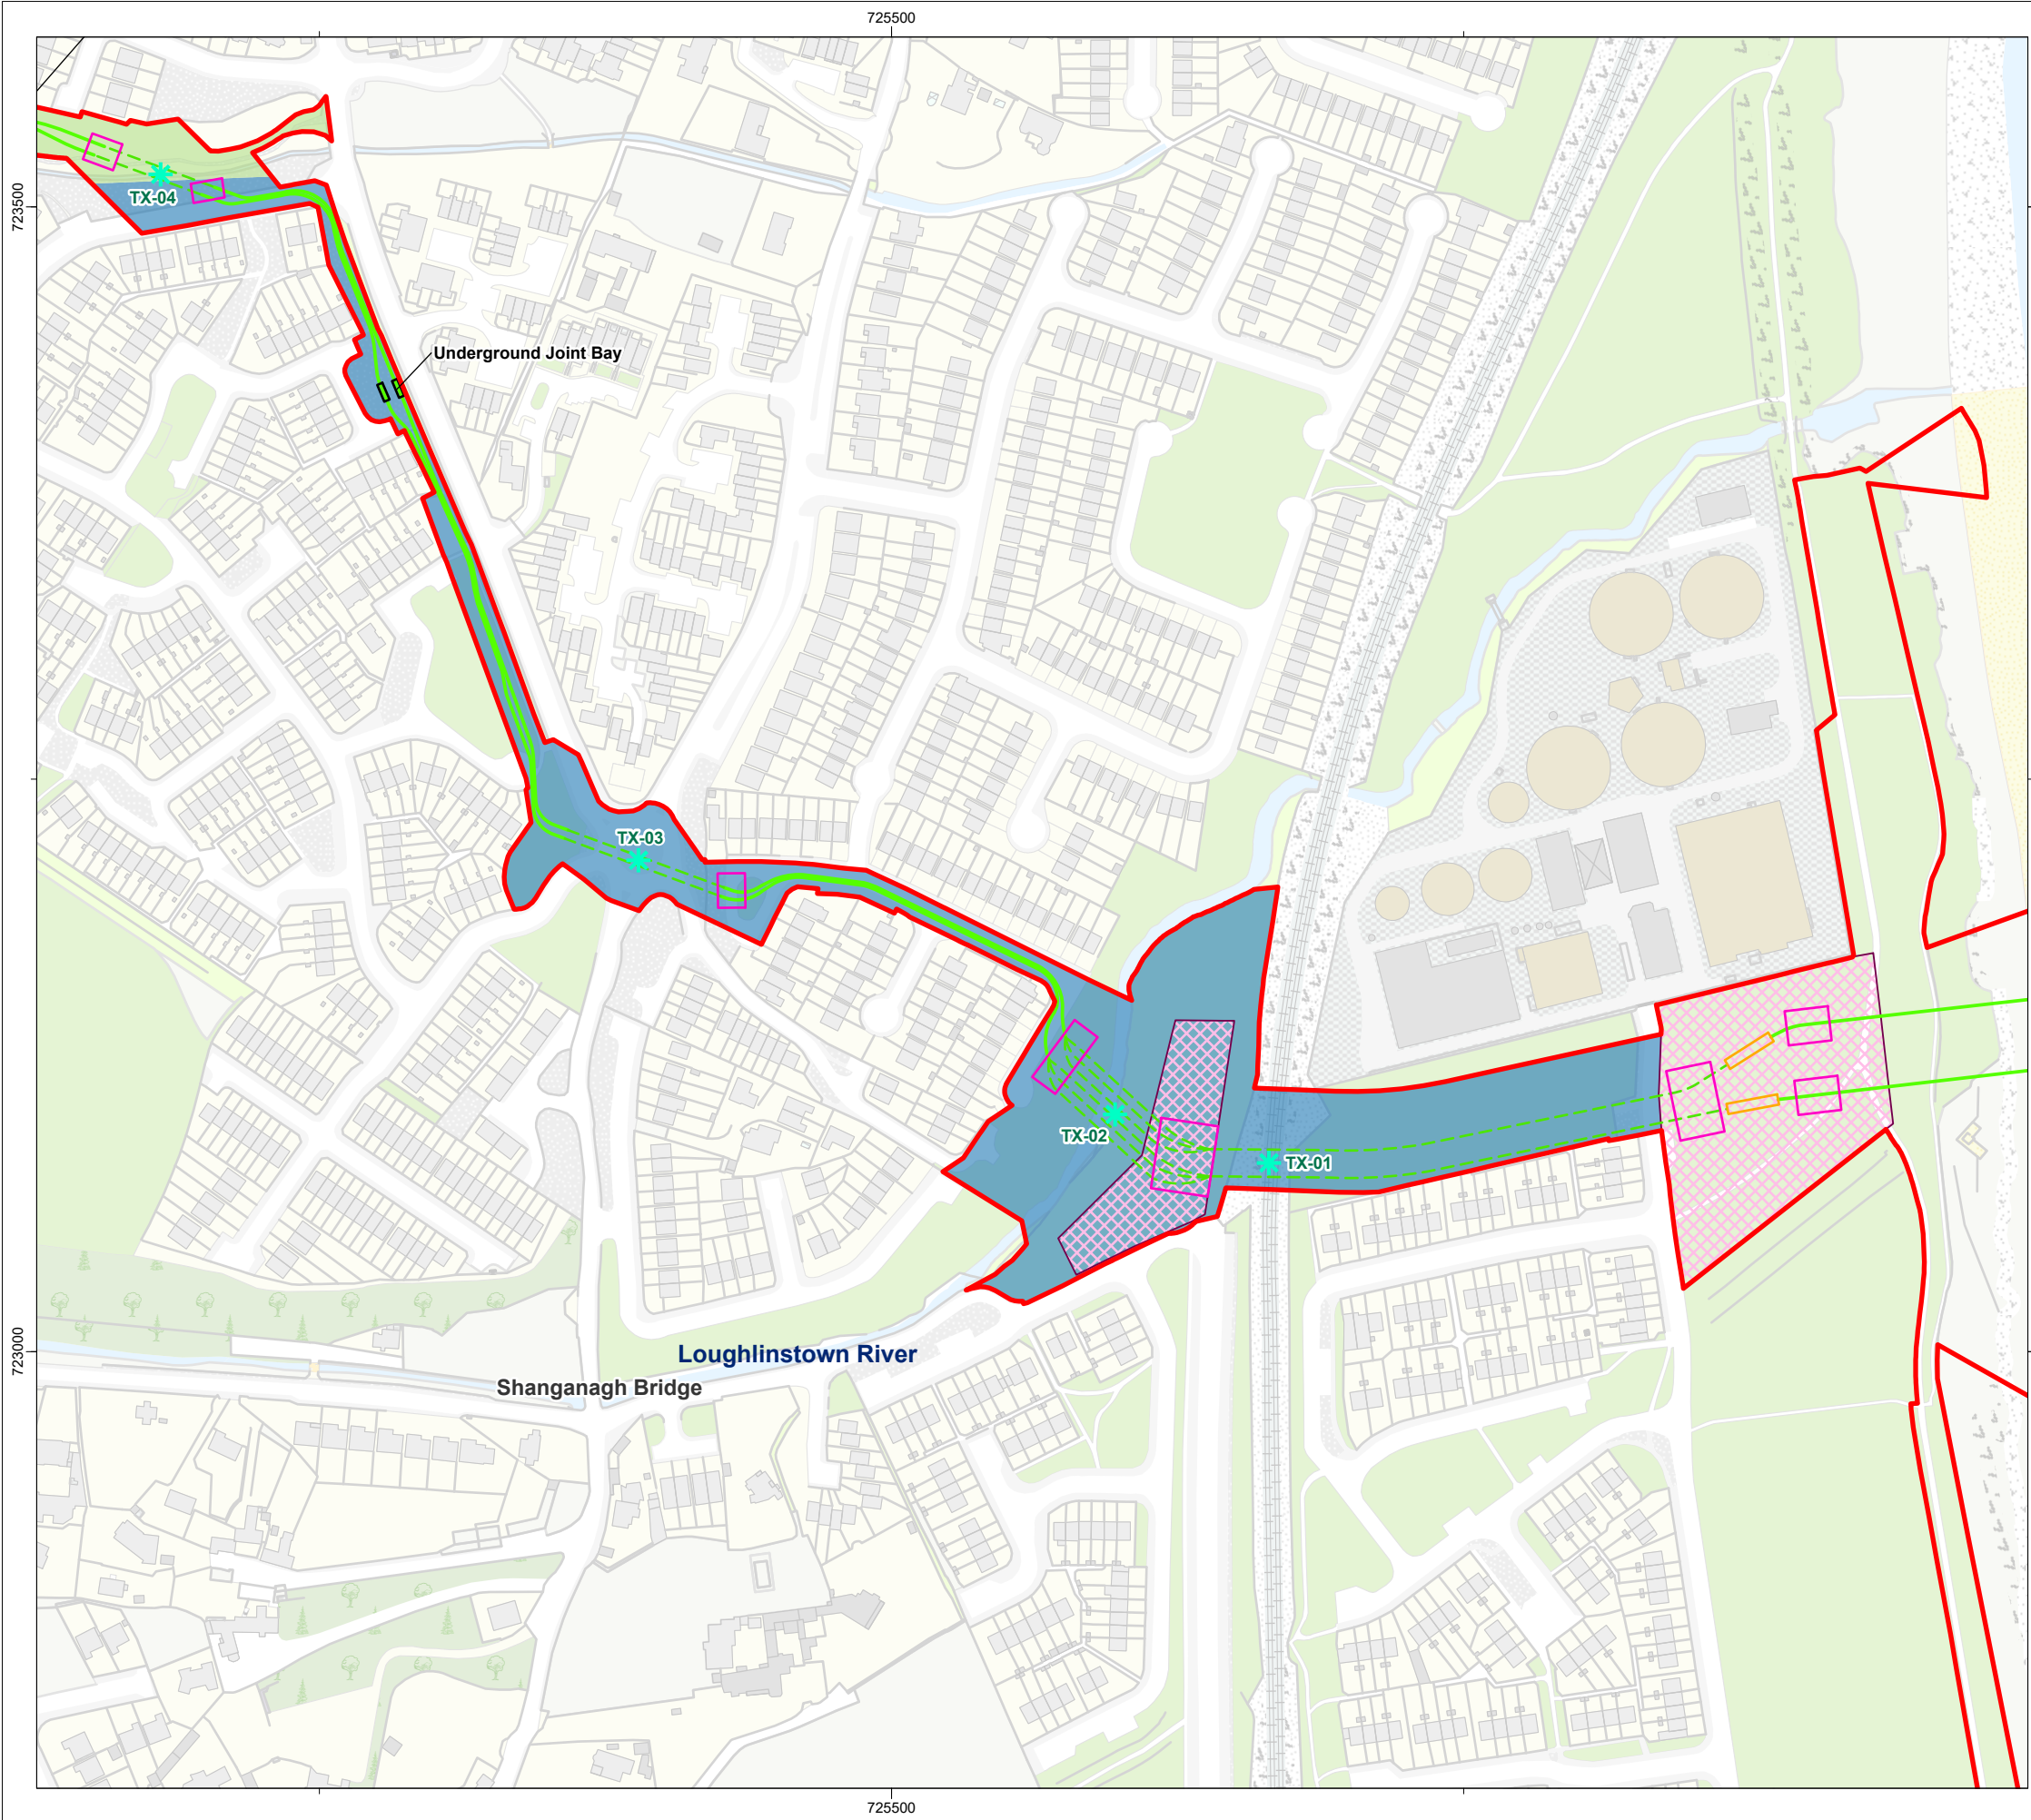 725500
723500
TX-04
Underground Joint Bay
TX-03
TX-02
TX-01
723000
Loughlinstown River
Shanganagh Bridge
725500